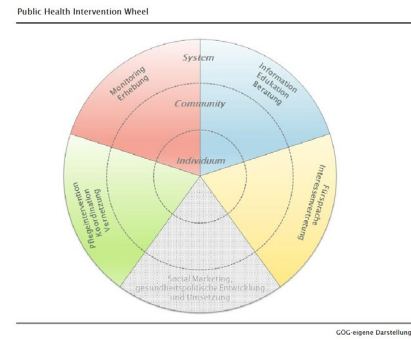 Public Health Intervention Wheel
System
Community
Individuum
Monitoring
Erhebung
Information
Edukation
Beratung
Fürsprache
Interessenvertretung
Social Marketing,
gesundheitspolitische Entwicklung
und Umsetzung
Pflegeintervention
Koordination
Vernetzung
GÖG-eigene Darstellung